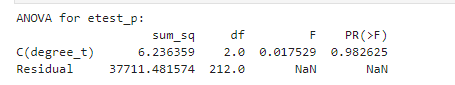 ANOVA for etest_p:
sum_sq df F PR(>F)
C(degree_t) 6.236359 2.0 0.017529 0.982625
Residual 37711.481574 212.0 NaN NaN